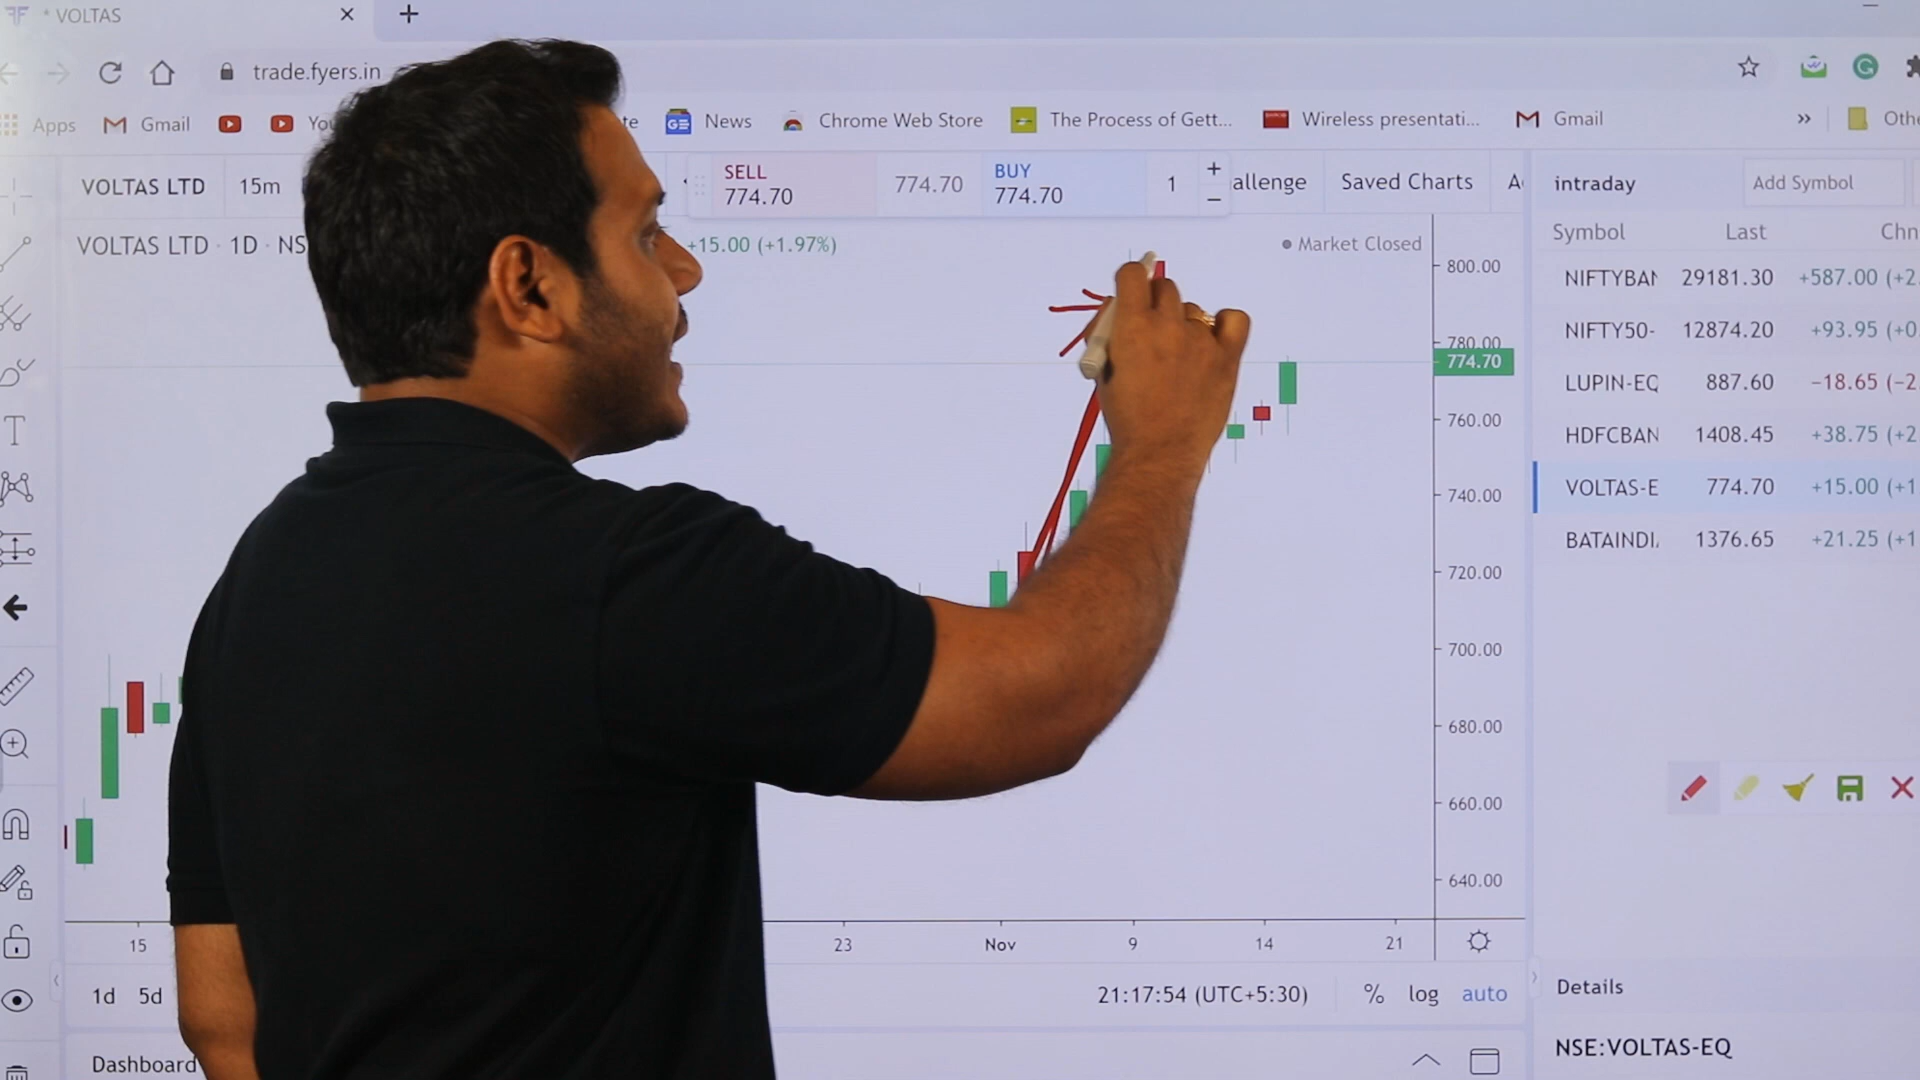 * VOLTAS
trade.fyers.in
Apps Gmail News Chrome Web Store The Process of Gett... Wireless presentati... Gmail »
VOLTAS LTD 15m
SELL 774.70
774.70
BUY 774.70
1 + −
Saved Charts
intraday Add Symbol
VOLTAS LTD · 1D ·
+15.00 (+1.97%)
Market Closed
Symbol Last
NIFTYBAN 29181.30 +587.00
NIFTY50- 12874.20 +93.95
LUPIN-EQ 887.60 −18.65
HDFCBAN 1408.45 +38.75
VOLTAS-E 774.70 +15.00
BATAINDI 1376.65 +21.25
800.00
780.00
774.70
760.00
740.00
720.00
700.00
680.00
660.00
640.00
15 23 Nov 9 14 21
1d 5d
21:17:54 (UTC+5:30) % log auto
Details
NSE:VOLTAS-EQ
Dashboard